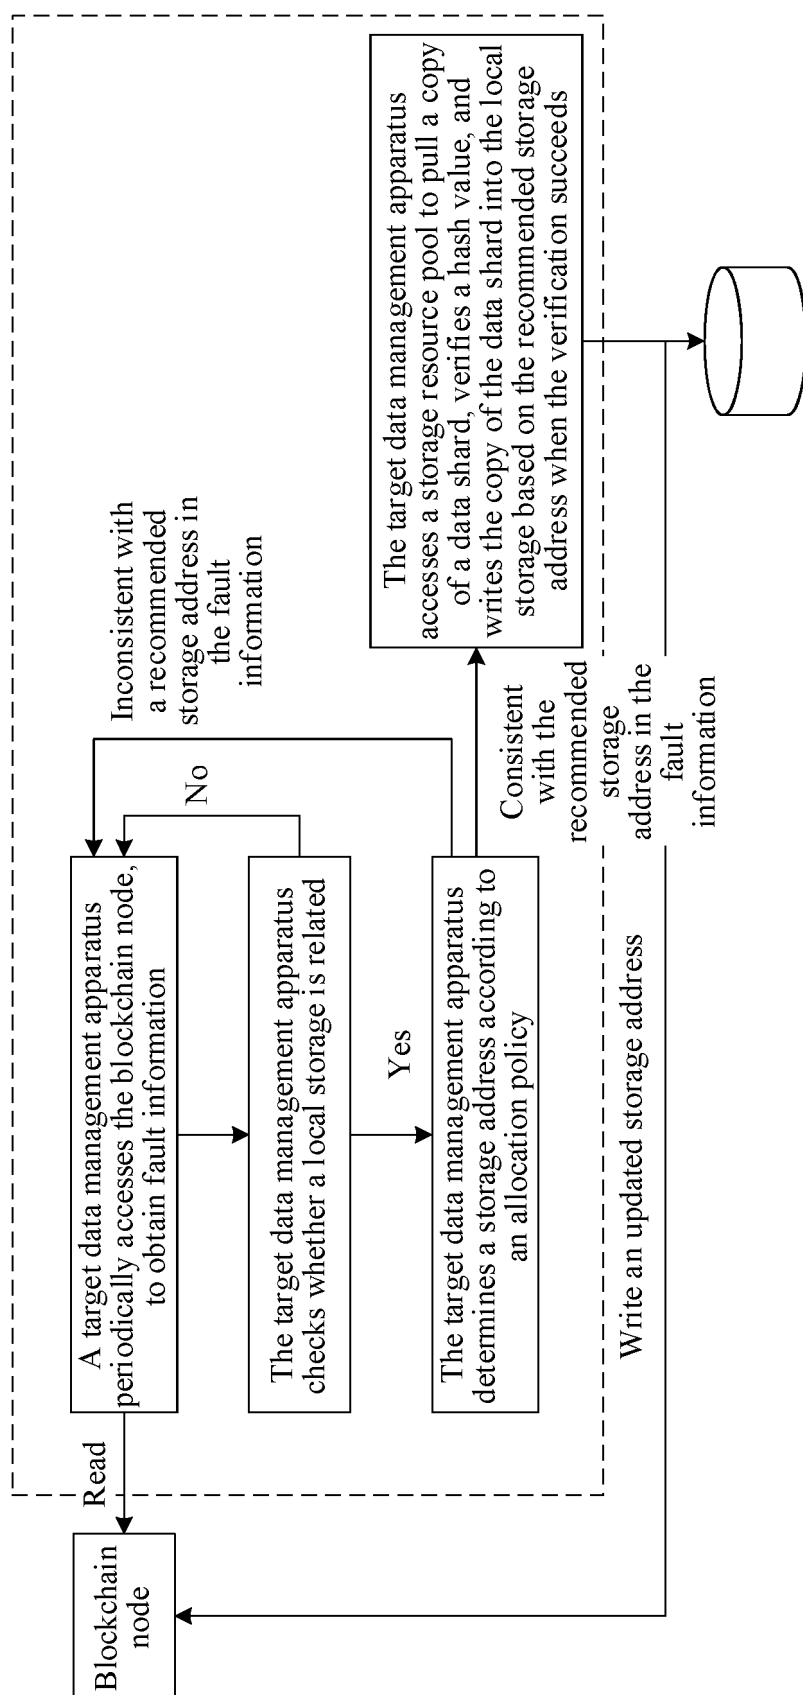 Blockchain
node
Read
A target data management apparatus
periodically accesses the blockchain node,
to obtain fault information
No
Inconsistent with
a recommended
storage address in
the fault
information
The target data management apparatus
checks whether a local storage is related
Yes
The target data management apparatus
determines a storage address according to
an allocation policy
Consistent
with the
recommended
storage
address in the
fault
information
The target data management apparatus
accesses a storage resource pool to pull a copy
of a data shard, verifies a hash value, and
writes the copy of the data shard into the local
storage based on the recommended storage
address when the verification succeeds
Write an updated storage address